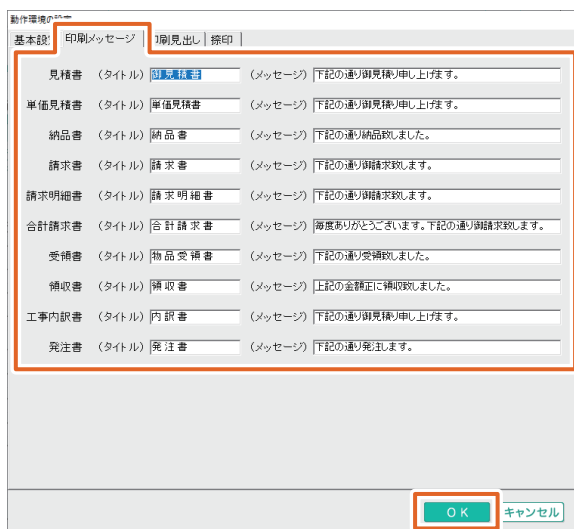 動作環境の設定
基本設 印刷メッセージ 印刷見出し 捺印
見積書 (タイトル) 御見積書 (メッセージ) 下記の通り御見積り申し上げます。
単価見積書 (タイトル) 単価見積書 (メッセージ) 下記の通り御見積り申し上げます。
納品書 (タイトル) 納品書 (メッセージ) 下記の通り納品致しました。
請求書 (タイトル) 請求書 (メッセージ) 下記の通り御請求致します。
請求明細書 (タイトル) 請求明細書 (メッセージ) 下記の通り御請求致します。
合計請求書 (タイトル) 合計請求書 (メッセージ) 毎度ありがとうございます。下記の通り御請求致します。
受領書 (タイトル) 物品受領書 (メッセージ) 下記の通り受領致しました。
領収書 (タイトル) 領収書 (メッセージ) 上記の金額正に領収致しました。
工事内訳書 (タイトル) 内訳書 (メッセージ) 下記の通り御見積り申し上げます。
発注書 (タイトル) 発注書 (メッセージ) 下記の通り発注します。
OK キャンセル